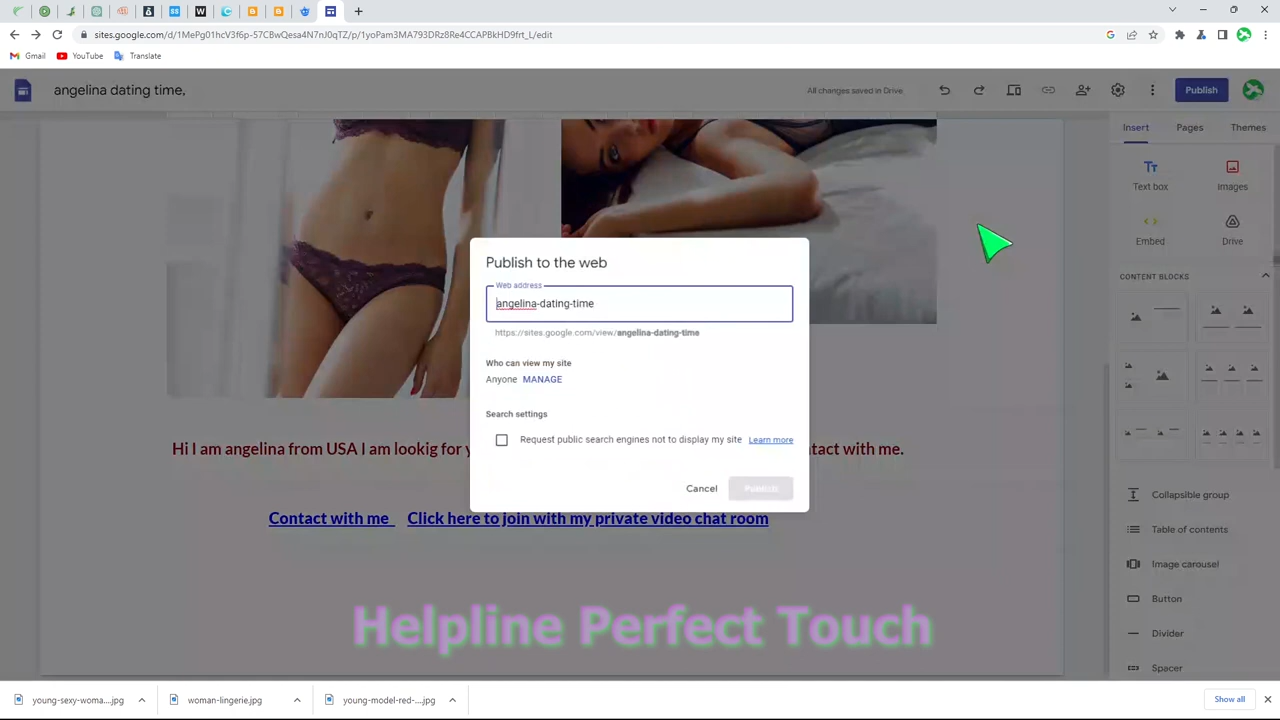 sites.google.com/d/1MePg01hcV3f6p-57CBwQesa4N7nJ0qTZ/p/1yoPam3MA793DRz8Re4CCAPBkHD9frt_L/edit
Gmail YouTube Translate
angelina dating time,
All changes saved in Drive
Publish
Insert Pages Themes
Text box Images
Embed Drive
CONTENT BLOCKS
Publish to the web
Web address
angelina-dating-time
https://sites.google.com/view/angelina-dating-time
Who can view my site
Anyone MANAGE
Search settings
Request public search engines not to display my site Learn more
Cancel Publish
Hi I am angelina from USA I am lookig for
ntact with me.
Contact with me Click here to join with my private video chat room
Collapsible group
Table of contents
Image carousel
Button
Divider
Spacer
Helpline Perfect Touch
young-sexy-woma....jpg woman-lingerie.jpg young-model-red-....jpg Show all